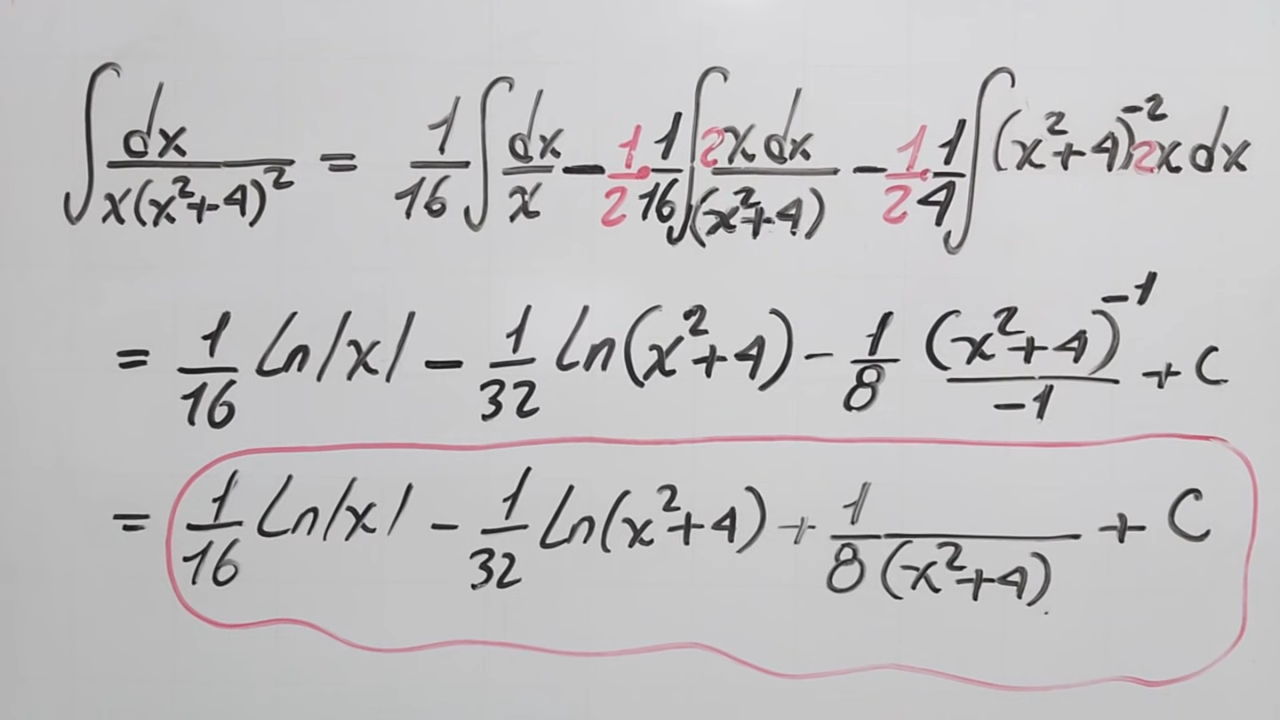 ∫ dx / x(x²+4)² = 1/16 ∫ dx/x − 1/2 · 1/16 ∫ 2x dx / (x²+4) − 1/2 · 1/4 ∫ (x²+4)⁻² 2x dx
= 1/16 ln|x| − 1/32 ln(x²+4) − 1/8 (x²+4)⁻¹ / −1 + C
= 1/16 ln|x| − 1/32 ln(x²+4) + 1 / 8(x²+4) + C